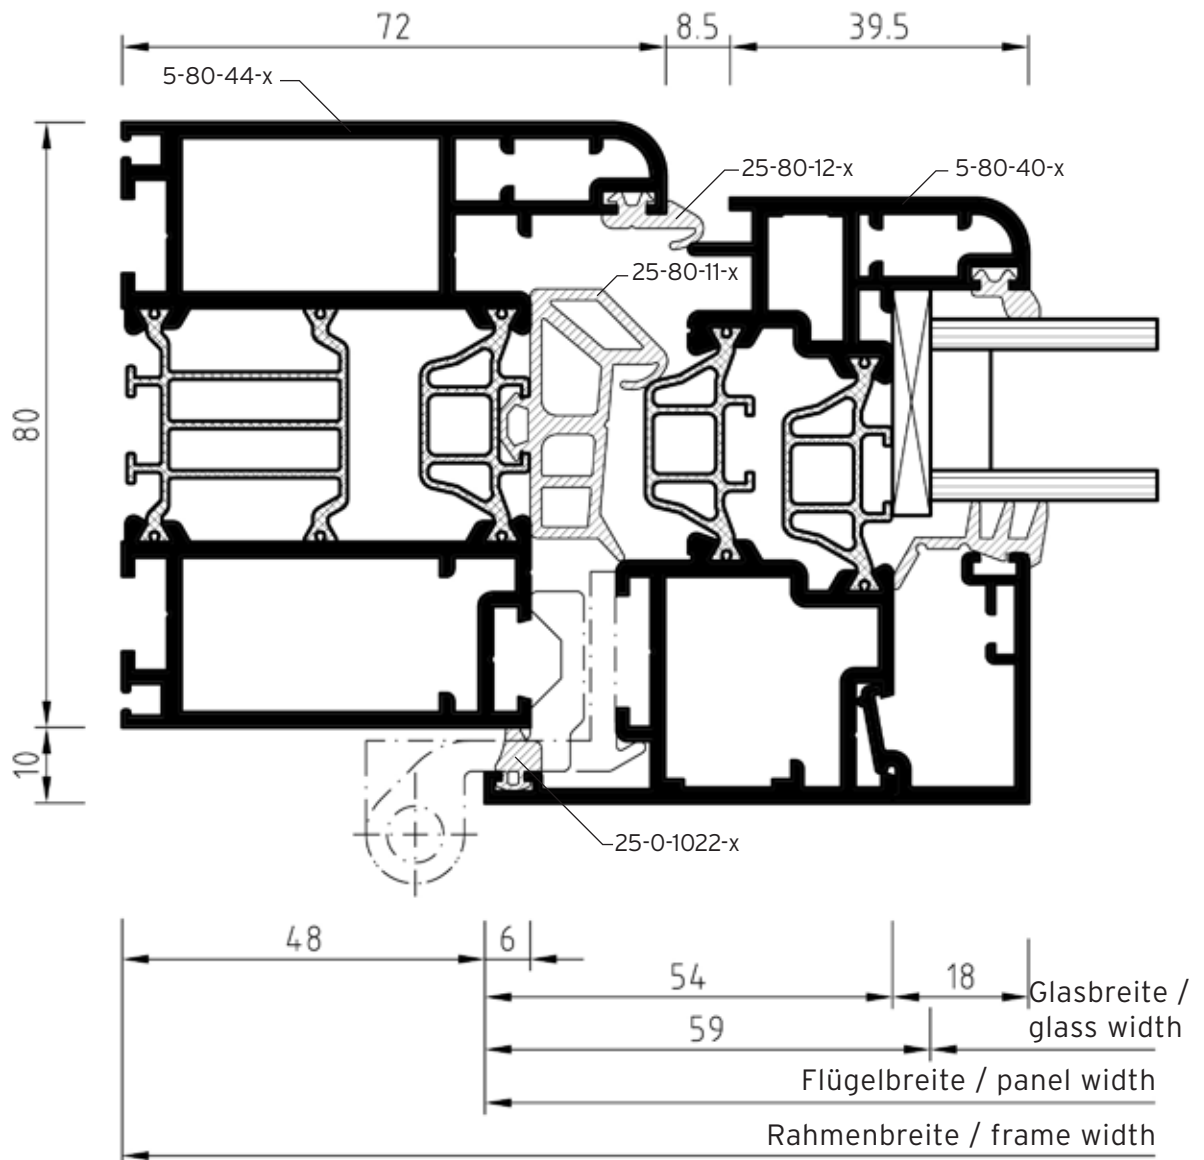 72
8.5
39.5
5-80-44-x
25-80-12-x
5-80-40-x
25-80-11-x
80
10
25-0-1022-x
48
6
54
18
Glasbreite /
glass width
59
Flügelbreite / panel width
Rahmenbreite / frame width